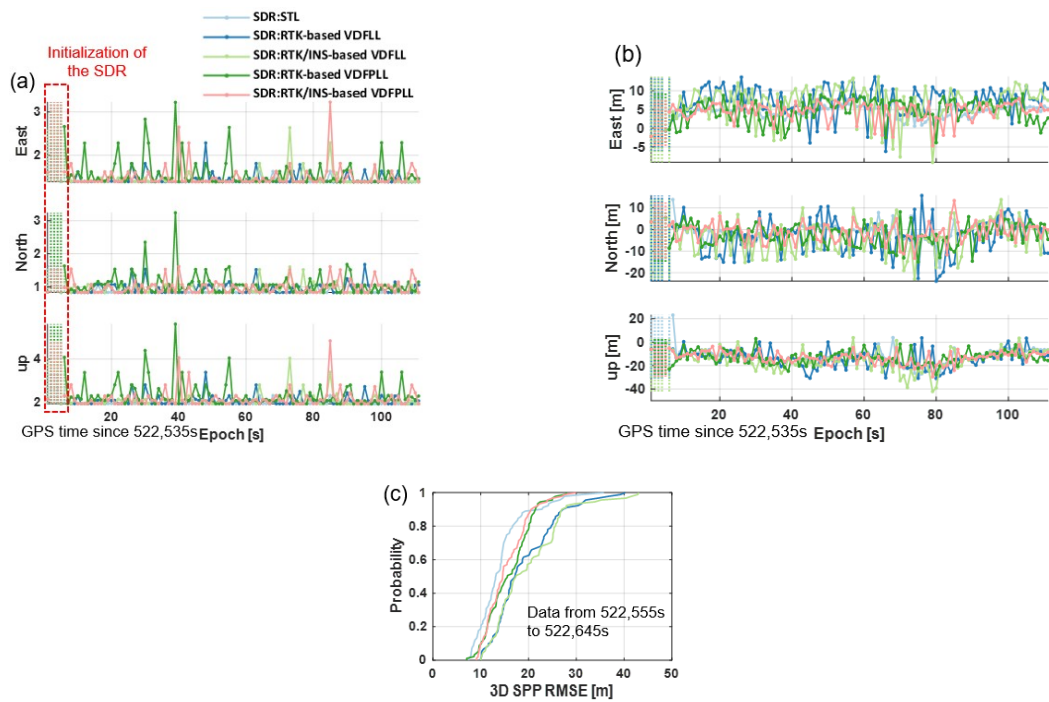 SDR:STL
SDR:RTK-based VDFLL
SDR:RTK/INS-based VDFLL
SDR:RTK-based VDFPLL
SDR:RTK/INS-based VDFPLL
Initialization of
the SDR
(a)
East
3
2
North
3
2
1
up
4
2
20
40
60
80
100
GPS time since 522,535s
Epoch [s]
(b)
East [m]
10
5
0
-5
North [m]
10
0
-10
-20
up [m]
20
0
-20
-40
20
40
60
80
100
GPS time since 522,535s
Epoch [s]
(c)
Probability
1
0.8
0.6
0.4
0.2
0
Data from 522,555s
to 522,645s
0
10
20
30
40
50
3D SPP RMSE [m]